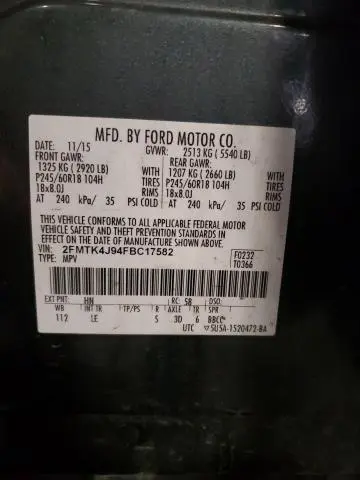 MFD. BY FORD MOTOR CO.
DATE: 11/15 GVWR: 2513 KG ( 5540 LB)
FRONT GAWR: REAR GAWR:
1325 KG ( 2920 LB) WITH 1207 KG ( 2660 LB) WITH
P245/60R18 104H TIRES P245/60R18 104H TIRES
18x8.0J RIMS 18x8.0J RIMS
AT 240 kPa/ 35 PSI COLD AT 240 kPa/ 35 PSI COLD
THIS VEHICLE CONFORMS TO ALL APPLICABLE FEDERAL MOTOR
VEHICLE SAFETY AND THEFT PREVENTION STANDARDS IN
EFFECT ON THE DATE OF MANUFACTURE SHOWN ABOVE.
VIN: 2FMTK4J94FBC17582 F0232
TYPE: MPV T0366
EXT PNT: HN RC: 58 DSO:
WB INT TR TP/PS R AXLE TR SPR
112 LE 5 3D 6 BBCC
UTC 5U5A-1520472-BA